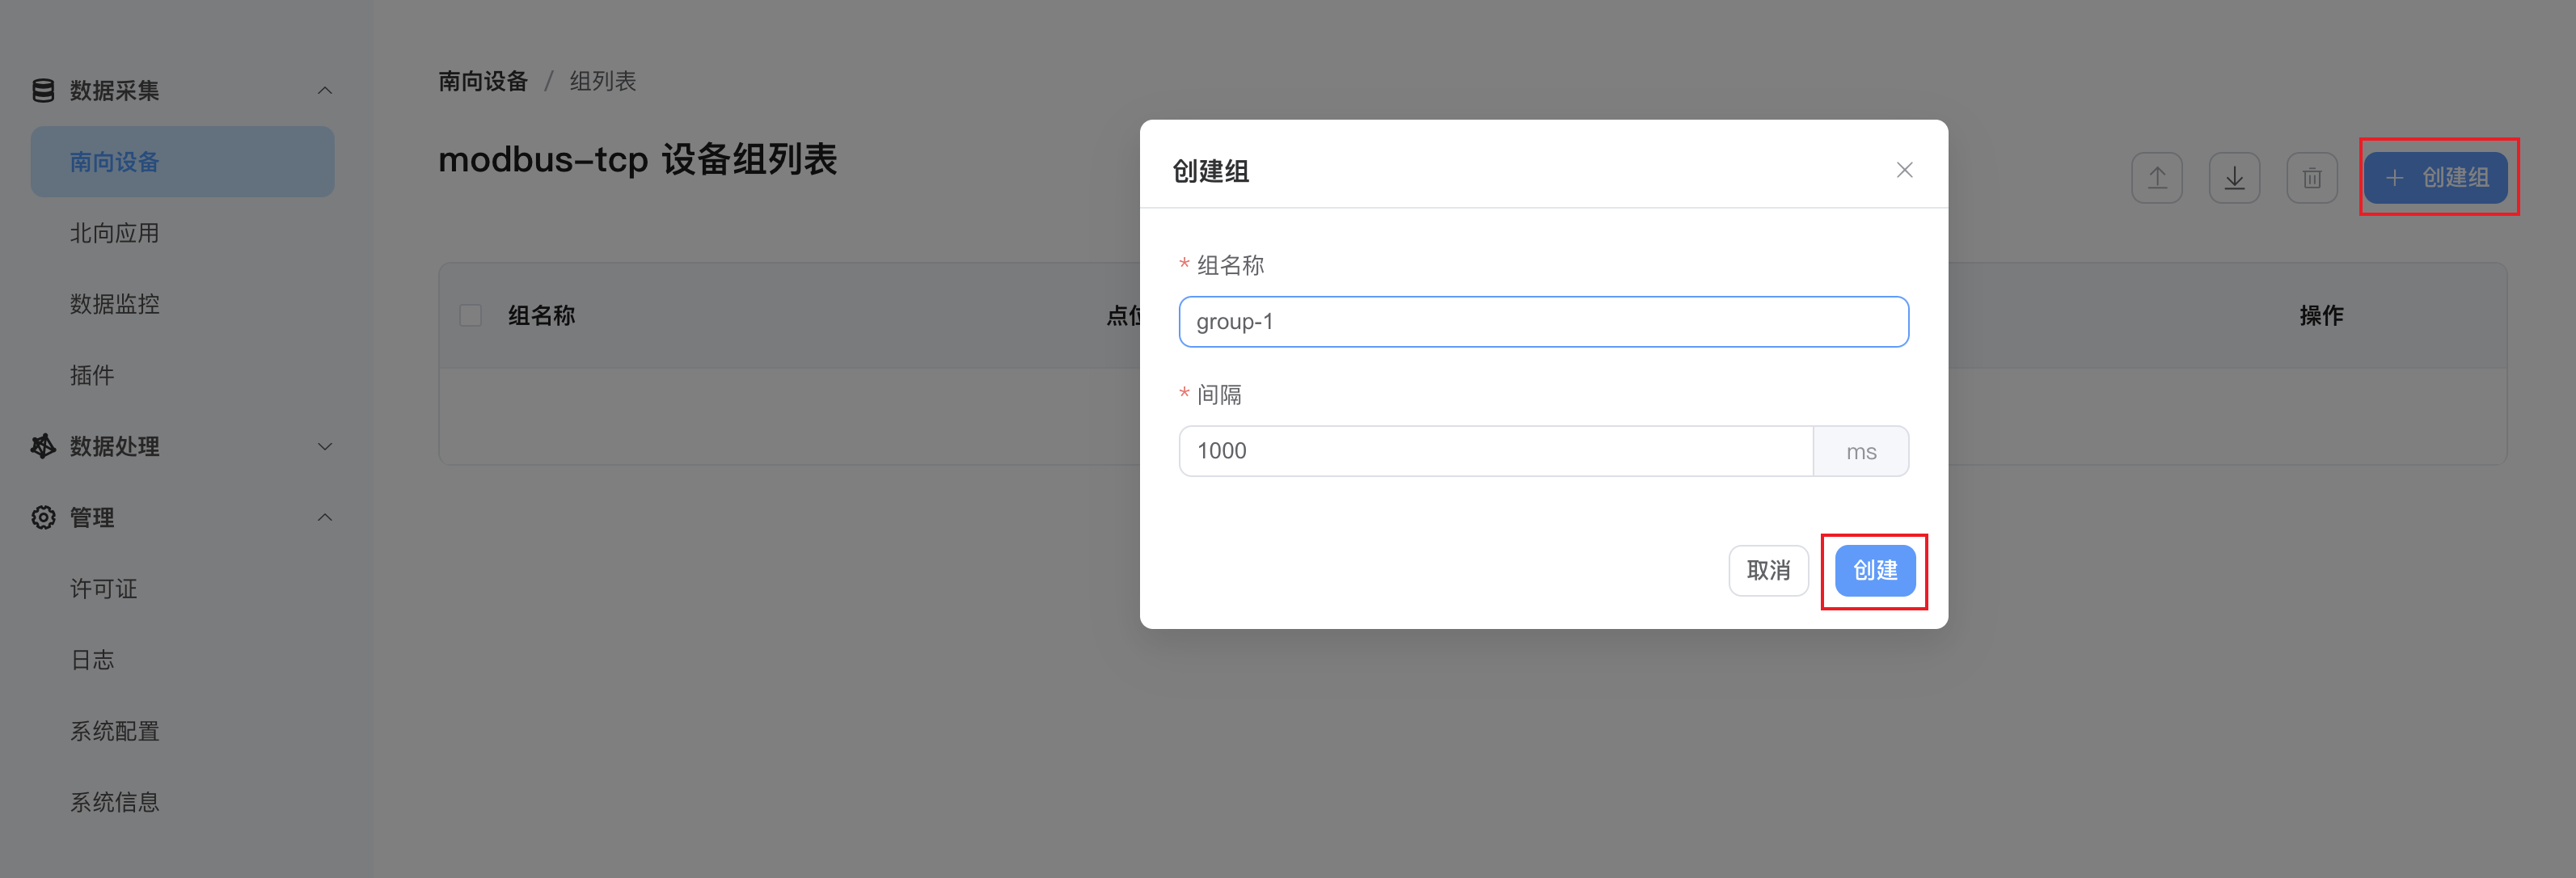 数据采集
南向设备
北向应用
数据监控
插件
数据处理
管理
许可证
日志
系统配置
系统信息
南向设备 / 组列表
modbus-tcp 设备组列表
+ 创建组
组名称
点
操作
创建组
* 组名称
group-1
* 间隔
1000 ms
取消 创建